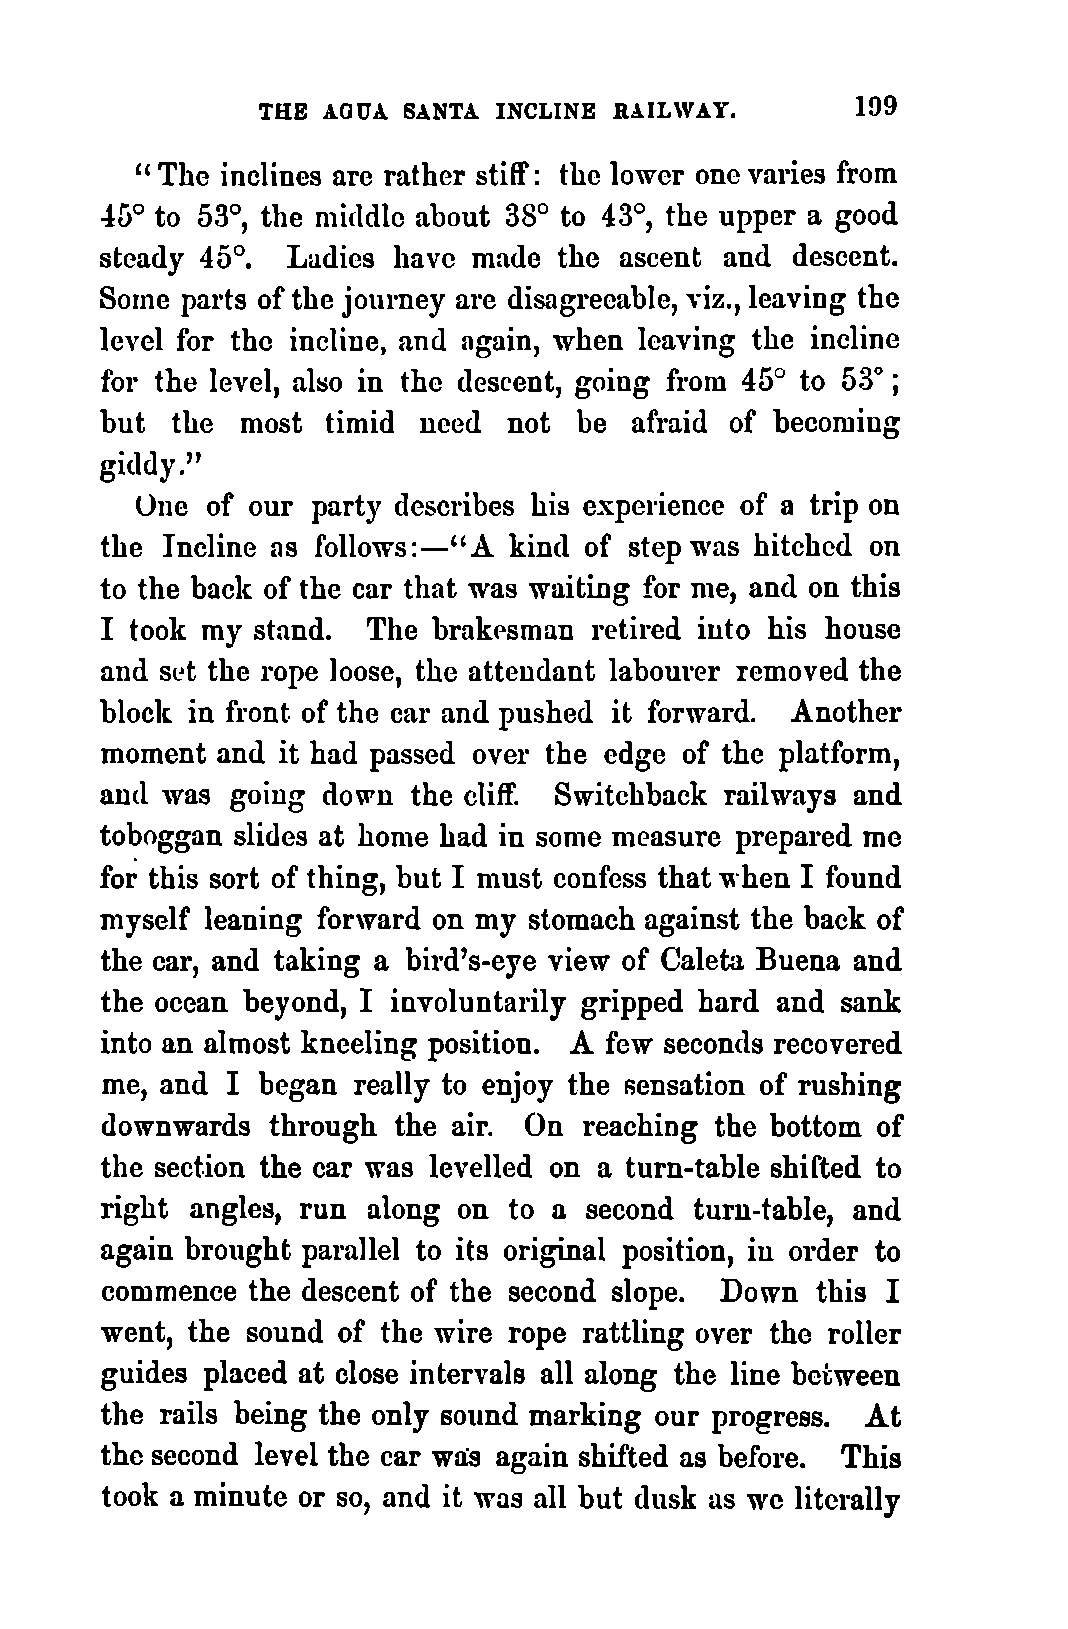 THE AGUA SANTA INCLINE RAILWAY. 199
"The inclines are rather stiff: the lower one varies from
45° to 53°, the middle about 38° to 43°, the upper a good
steady 45°. Ladies have made the ascent and descent.
Some parts of the journey are disagreeable, viz., leaving the
level for the incline, and again, when leaving the incline
for the level, also in the descent, going from 45° to 53°;
but the most timid need not be afraid of becoming
giddy."
One of our party describes his experience of a trip on
the Incline as follows:—"A kind of step was hitched on
to the back of the car that was waiting for me, and on this
I took my stand. The brakesman retired into his house
and set the rope loose, the attendant labourer removed the
block in front of the car and pushed it forward. Another
moment and it had passed over the edge of the platform,
and was going down the cliff. Switchback railways and
toboggan slides at home had in some measure prepared me
for this sort of thing, but I must confess that when I found
myself leaning forward on my stomach against the back of
the car, and taking a bird's-eye view of Caleta Buena and
the ocean beyond, I involuntarily gripped hard and sank
into an almost kneeling position. A few seconds recovered
me, and I began really to enjoy the sensation of rushing
downwards through the air. On reaching the bottom of
the section the car was levelled on a turn-table shifted to
right angles, run along on to a second turn-table, and
again brought parallel to its original position, in order to
commence the descent of the second slope. Down this I
went, the sound of the wire rope rattling over the roller
guides placed at close intervals all along the line between
the rails being the only sound marking our progress. At
the second level the car was again shifted as before. This
took a minute or so, and it was all but dusk as we literally